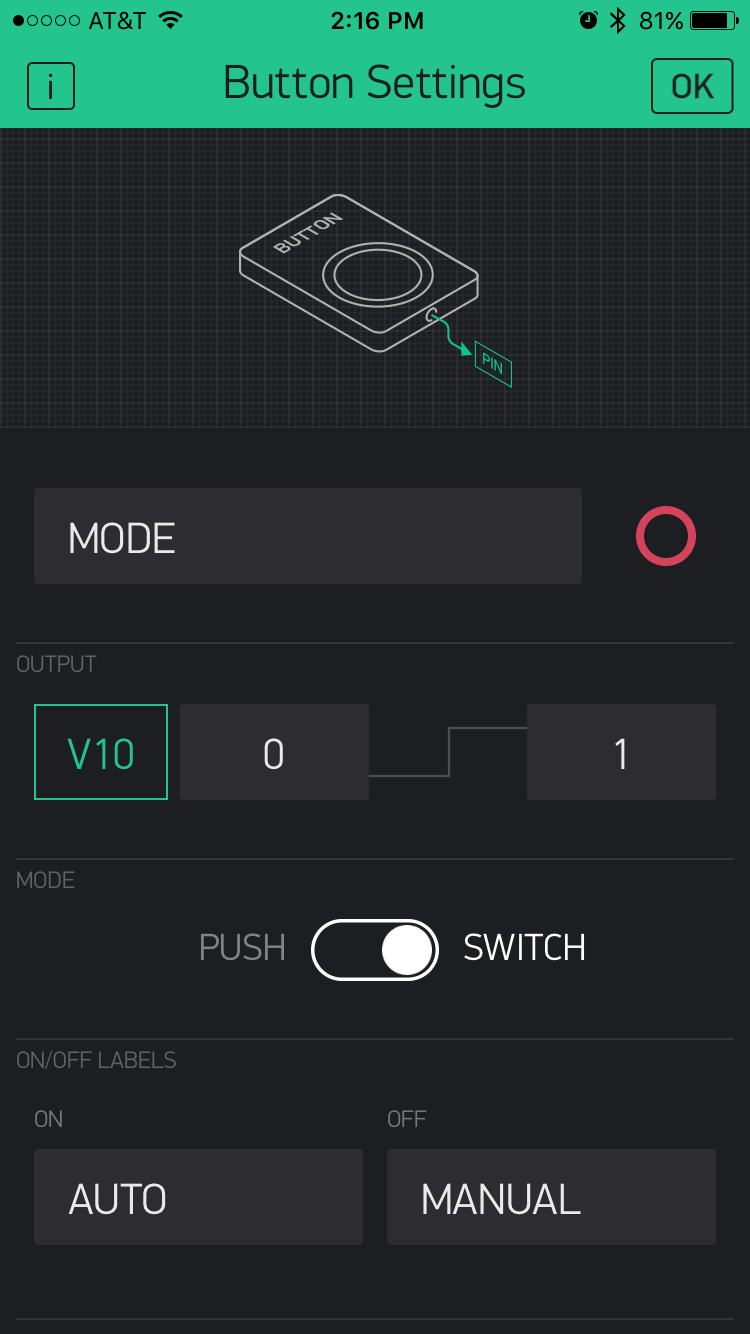 AT&T 2:16 PM 81%
i Button Settings OK
BUTTON
PIN
MODE
OUTPUT
V10 0 1
MODE
PUSH SWITCH
ON/OFF LABELS
ON OFF
AUTO MANUAL